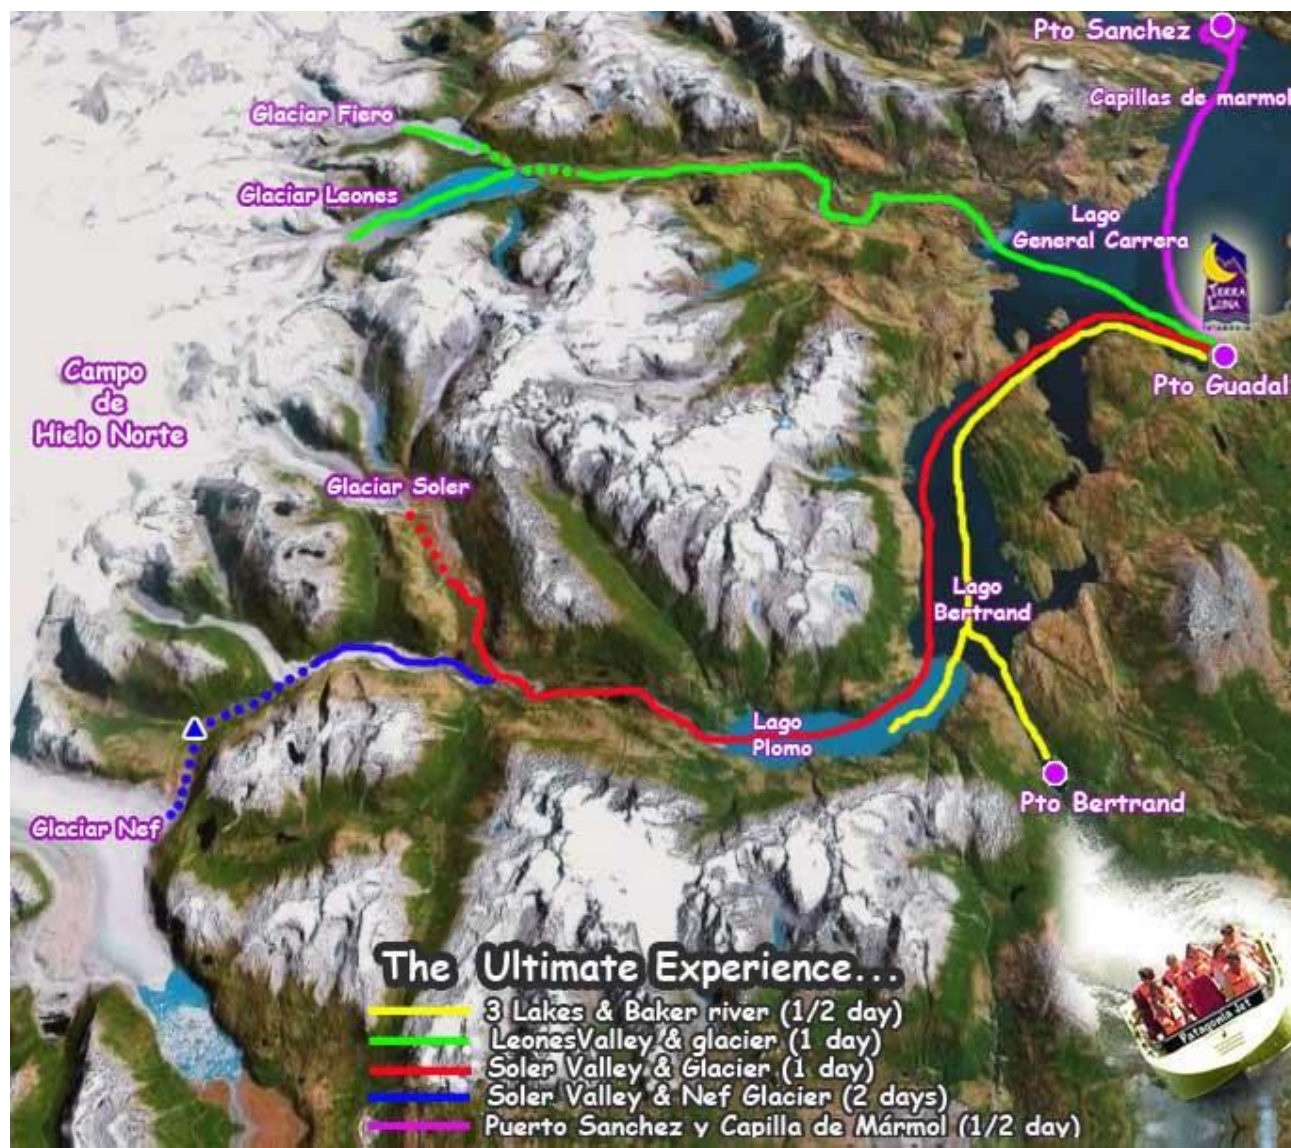 Pto Sanchez
Capillas de marmol
Glaciar Fiero
Glaciar Leones
Lago
General Carrera
TIERRA
LUNA
PATAGONIA
Pto Guadal
Campo
de
Hielo Norte
Glaciar Soler
Lago
Bertrand
Lago
Plomo
Pto Bertrand
Glaciar Nef
The Ultimate Experience...
3 Lakes & Baker river (1/2 day)
LeonesValley & glacier (1 day)
Soler Valley & Glacier (1 day)
Soler Valley & Nef Glacier (2 days)
Puerto Sanchez y Capilla de Mármol (1/2 day)
Patagonia Jet